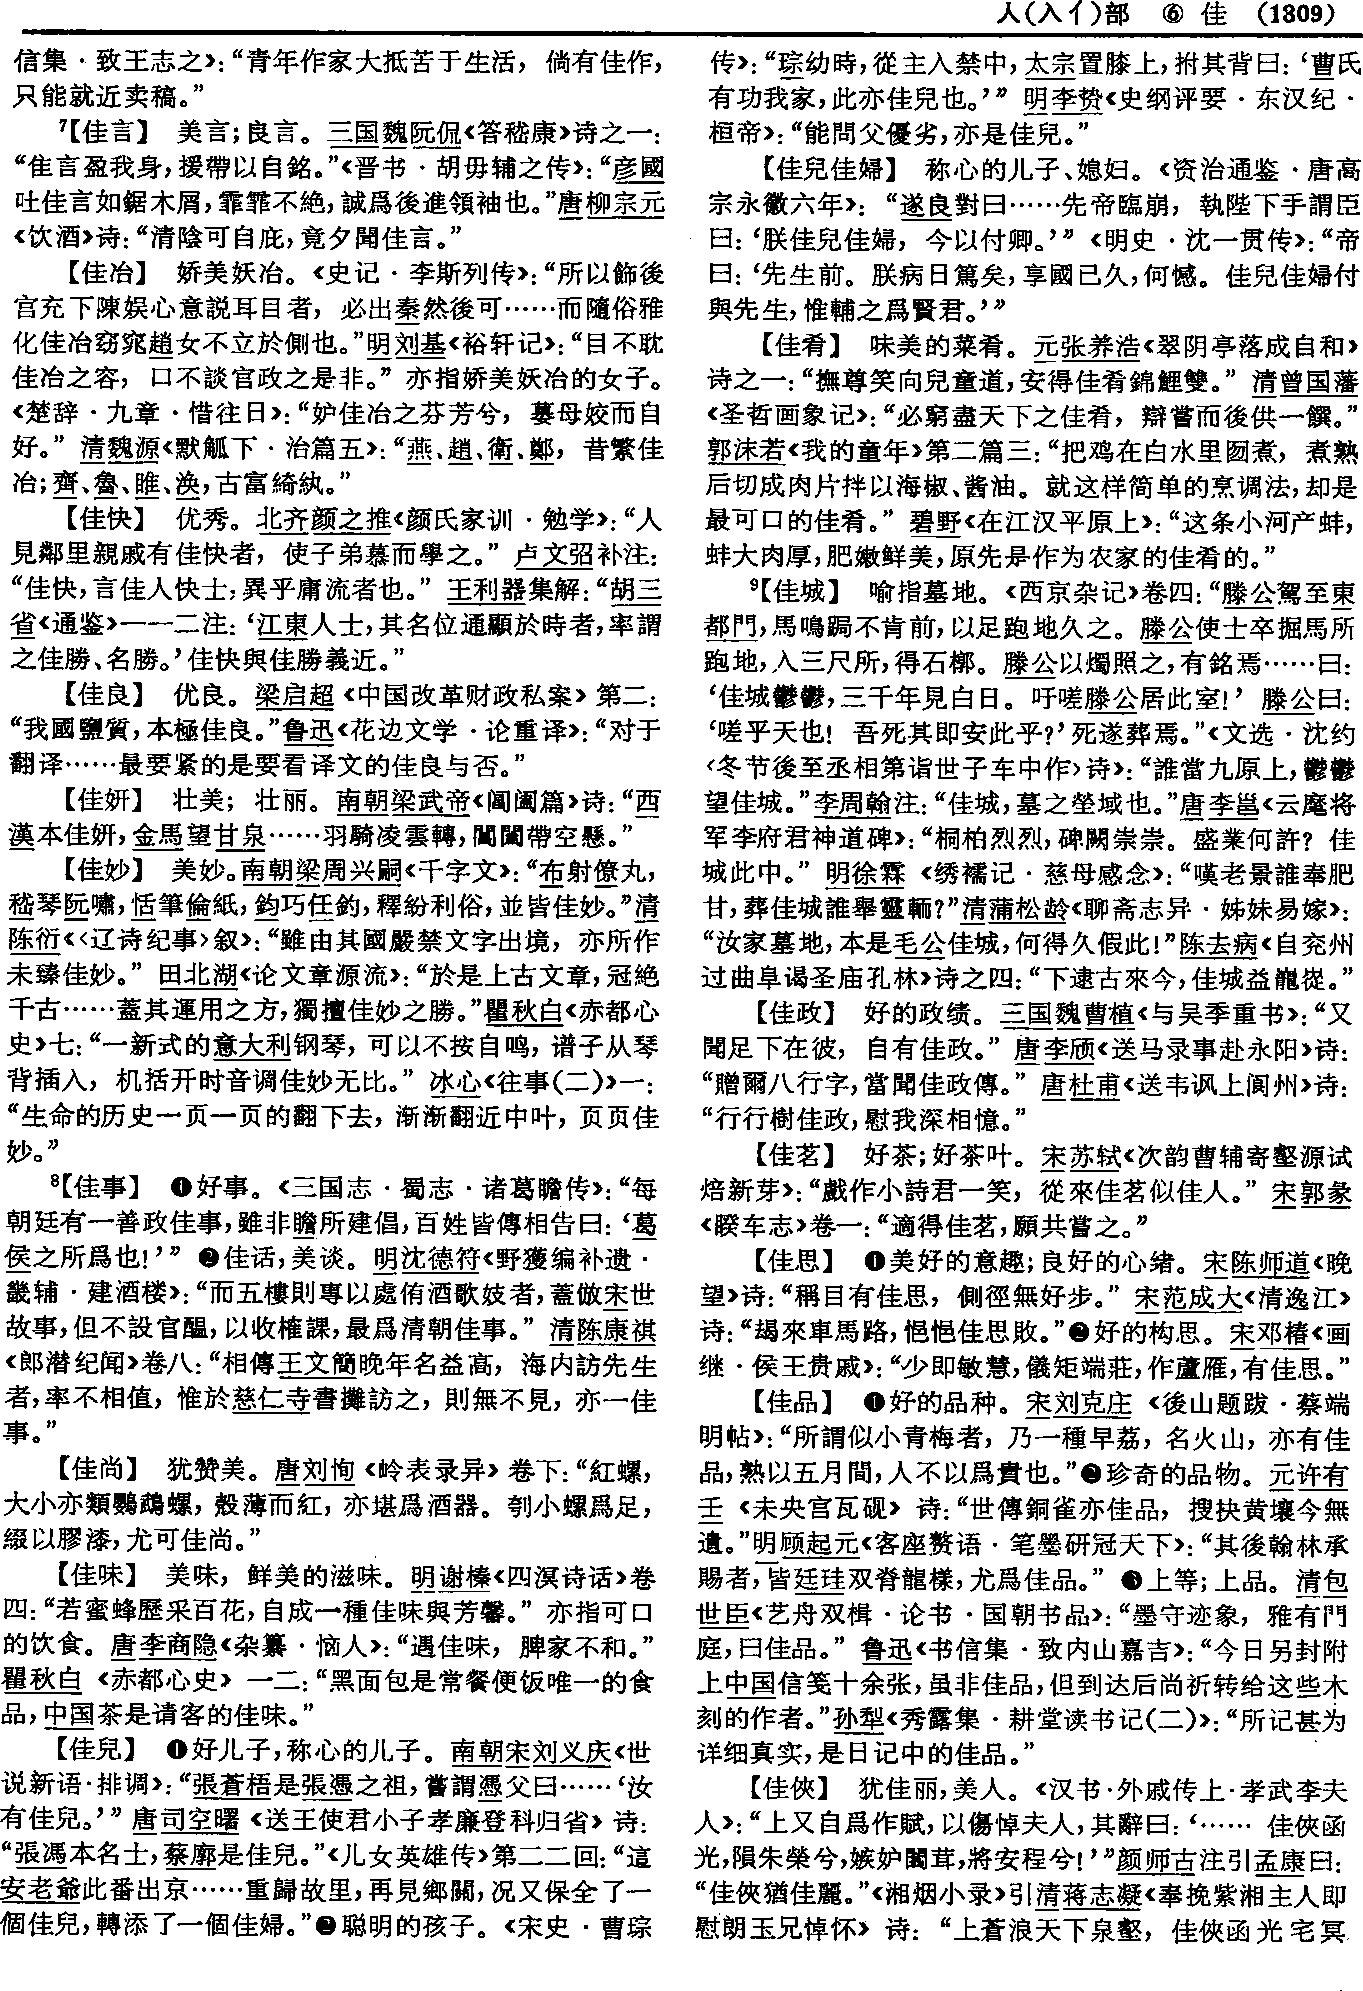 人(入亻)部 ⑥ 佳 (1309)
信集·致王志之》：“青年作家大抵苦于生活，倘有佳作，
只能就近卖稿。”
⁷【佳言】 美言；良言。三国魏阮侃《答嵇康》诗之一：
“隹言盈我身，援帶以自銘。”《晋书·胡毋辅之传》：“彦國
吐佳言如鋸木屑，霏霏不絶，誠爲後進領袖也。”唐柳宗元
《饮酒》诗：“清陰可自庇，竟夕聞佳言。”
【佳冶】 娇美妖冶。《史记·李斯列传》：“所以飾後
宫充下陳娱心意説耳目者，必出秦然後可……而隨俗雅
化佳冶窈窕趙女不立於側也。”明刘基《裕轩记》：“目不耽
佳冶之容，口不談官政之是非。”亦指娇美妖冶的女子。
《楚辞·九章·惜往日》：“妒佳冶之芬芳兮，嫫母姣而自
好。”清魏源《默觚下·治篇五》：“燕、趙、衛、鄭，昔繁佳
冶；齊、魯、睢、涣，古富綺紈。”
【佳快】 优秀。北齐颜之推《颜氏家训·勉学》：“人
見鄰里親戚有佳快者，使子弟慕而學之。”卢文弨补注：
“佳快，言佳人快士，異乎庸流者也。”王利器集解：“胡三
省《通鉴》一一二注：‘江東人士，其名位通顯於時者，率謂
之佳勝、名勝。’佳快與佳勝義近。”
【佳良】 优良。梁启超《中国改革财政私案》第二：
“我國鹽質，本極佳良。”鲁迅《花边文学·论重译》：“对于
翻译……最要紧的是要看译文的佳良与否。”
【佳妍】 壮美；壮丽。南朝梁武帝《阊阖篇》诗：“西
漢本佳妍，金馬望甘泉……羽騎凌雲轉，閶闔帶空懸。”
【佳妙】 美妙。南朝梁周兴嗣《千字文》：“布射僚丸，
嵇琴阮嘯，恬筆倫紙，鈞巧任釣，釋紛利俗，並皆佳妙。”清
陈衍《〈辽诗纪事〉叙》：“雖由其國嚴禁文字出境，亦所作
未臻佳妙。”田北湖《论文章源流》：“於是上古文章，冠絶
千古……蓋其運用之方，獨擅佳妙之勝。”瞿秋白《赤都心
史》七：“一新式的意大利钢琴，可以不按自鸣，谱子从琴
背插入，机括开时音调佳妙无比。”冰心《往事(二)》一：
“生命的历史一页一页的翻下去，渐渐翻近中叶，页页佳
妙。”
⁸【佳事】 ❶好事。《三国志·蜀志·诸葛瞻传》：“每
朝廷有一善政佳事，雖非瞻所建倡，百姓皆傳相告曰：‘葛
侯之所爲也！’”❷佳话，美谈。明沈德符《野獲编补遗·
畿辅·建酒楼》：“而五樓則專以處侑酒歌妓者，蓋倣宋世
故事，但不設官醖，以收榷課，最爲清朝佳事。”清陈康祺
《郎潜纪闻》卷八：“相傳王文簡晚年名益高，海内訪先生
者，率不相值，惟於慈仁寺書攤訪之，則無不見，亦一佳
事。”
【佳尚】 犹赞美。唐刘恂《岭表录异》卷下：“紅螺，
大小亦類鸚鵡螺，殼薄而紅，亦堪爲酒器。刳小螺爲足，
綴以膠漆，尤可佳尚。”
【佳味】 美味，鲜美的滋味。明谢榛《四溟诗话》卷
四：“若蜜蜂歷采百花，自成一種佳味與芳馨。”亦指可口
的饮食。唐李商隐《杂纂·恼人》：“遇佳味，脾家不和。”
瞿秋白《赤都心史》一二：“黑面包是常餐便饭唯一的食
品，中国茶是请客的佳味。”
【佳兒】 ❶好儿子，称心的儿子。南朝宋刘义庆《世
说新语·排调》：“張蒼梧是張憑之祖，嘗謂憑父曰……‘汝
有佳兒。’”唐司空曙《送王使君小子孝廉登科归省》诗：
“張馮本名士，蔡廓是佳兒。”《儿女英雄传》第二二回：“這
安老爺此番出京……重歸故里，再見鄉關，况又保全了一
個佳兒，轉添了一個佳婦。”❷聪明的孩子。《宋史·曹琮
传》：“琮幼時，從主入禁中，太宗置膝上，拊其背曰：‘曹氏
有功我家，此亦佳兒也。’”明李贽《史纲评要·东汉纪·
桓帝》：“能問父優劣，亦是佳兒。”
【佳兒佳婦】 称心的儿子、媳妇。《资治通鉴·唐高
宗永徽六年》：“遂良對曰……先帝臨崩，執陛下手謂臣
曰：‘朕佳兒佳婦，今以付卿。’”《明史·沈一贯传》：“帝
曰：‘先生前。朕病日篤矣，享國已久，何憾。佳兒佳婦付
與先生，惟輔之爲賢君。’”
【佳肴】 味美的菜肴。元张养浩《翠阴亭落成自和》
诗之一：“撫尊笑向兒童道，安得佳肴錦鯉雙。”清曾国藩
《圣哲画象记》：“必窮盡天下之佳肴，辯嘗而後供一饌。”
郭沫若《我的童年》第二篇三：“把鸡在白水里囫煮，煮熟
后切成肉片拌以海椒、酱油。就这样简单的烹调法，却是
最可口的佳肴。”碧野《在江汉平原上》：“这条小河产蚌，
蚌大肉厚，肥嫩鲜美，原先是作为农家的佳肴的。”
⁹【佳城】 喻指墓地。《西京杂记》卷四：“滕公駕至東
都門，馬鳴跼不肯前，以足跑地久之。滕公使士卒掘馬所
跑地，入三尺所，得石槨。滕公以燭照之，有銘焉……曰：
‘佳城鬱鬱，三千年見白日。吁嗟滕公居此室！’滕公曰：
‘嗟乎天也！吾死其即安此乎？’死遂葬焉。”《文选·沈约
〈冬节後至丞相第诣世子车中作〉诗》：“誰當九原上，鬱鬱
望佳城。”李周翰注：“佳城，墓之塋域也。”唐李邕《云麾将
军李府君神道碑》：“桐柏烈烈，碑闕崇崇。盛業何許？佳
城此中。”明徐霖《绣襦记·慈母感念》：“嘆老景誰奉肥
甘，葬佳城誰舉靈輀？”清蒲松龄《聊斋志异·姊妹易嫁》：
“汝家墓地，本是毛公佳城，何得久假此！”陈去病《自兖州
过曲阜谒圣庙孔林》诗之四：“下逮古來今，佳城益巃嵸。”
【佳政】 好的政绩。三国魏曹植《与吴季重书》：“又
聞足下在彼，自有佳政。”唐李颀《送马录事赴永阳》诗：
“贈爾八行字，當聞佳政傳。”唐杜甫《送韦讽上阆州》诗：
“行行樹佳政，慰我深相憶。”
【佳茗】 好茶；好茶叶。宋苏轼《次韵曹辅寄壑源试
焙新芽》：“戲作小詩君一笑，從來佳茗似佳人。”宋郭彖
《睽车志》卷一：“適得佳茗，願共嘗之。”
【佳思】 ❶美好的意趣；良好的心绪。宋陈师道《晚
望》诗：“稱目有佳思，側徑無好步。”宋范成大《清逸江》
诗：“朅來車馬路，悒悒佳思敗。”❷好的构思。宋邓椿《画
继·侯王贵戚》：“少即敏慧，儀矩端莊，作蘆雁，有佳思。”
【佳品】 ❶好的品种。宋刘克庄《後山题跋·蔡端
明帖》：“所謂似小青梅者，乃一種早荔，名火山，亦有佳
品，熟以五月間，人不以爲貴也。”❷珍奇的品物。元许有
壬《未央宫瓦砚》诗：“世傳銅雀亦佳品，搜抉黄壤今無
遺。”明顾起元《客座赘语·笔墨研冠天下》：“其後翰林承
賜者，皆廷珪双脊龍樣，尤爲佳品。”❸上等；上品。清包
世臣《艺舟双楫·论书·国朝书品》：“墨守迹象，雅有門
庭，曰佳品。”鲁迅《书信集·致内山嘉吉》：“今日另封附
上中国信笺十余张，虽非佳品，但到达后尚祈转给这些木
刻的作者。”孙犁《秀露集·耕堂读书记(二)》：“所记甚为
详细真实，是日记中的佳品。”
【佳俠】 犹佳丽，美人。《汉书·外戚传上·孝武李夫
人》：“上又自爲作賦，以傷悼夫人，其辭曰：‘……佳俠函
光，隕朱榮兮，嫉妒闒茸，將安程兮！’”颜师古注引孟康曰：
“佳俠猶佳麗。”《湘烟小录》引清蒋志凝《奉挽紫湘主人即
慰朗玉兄悼怀》诗：“上蒼浪天下泉壑，佳俠函光宅冥